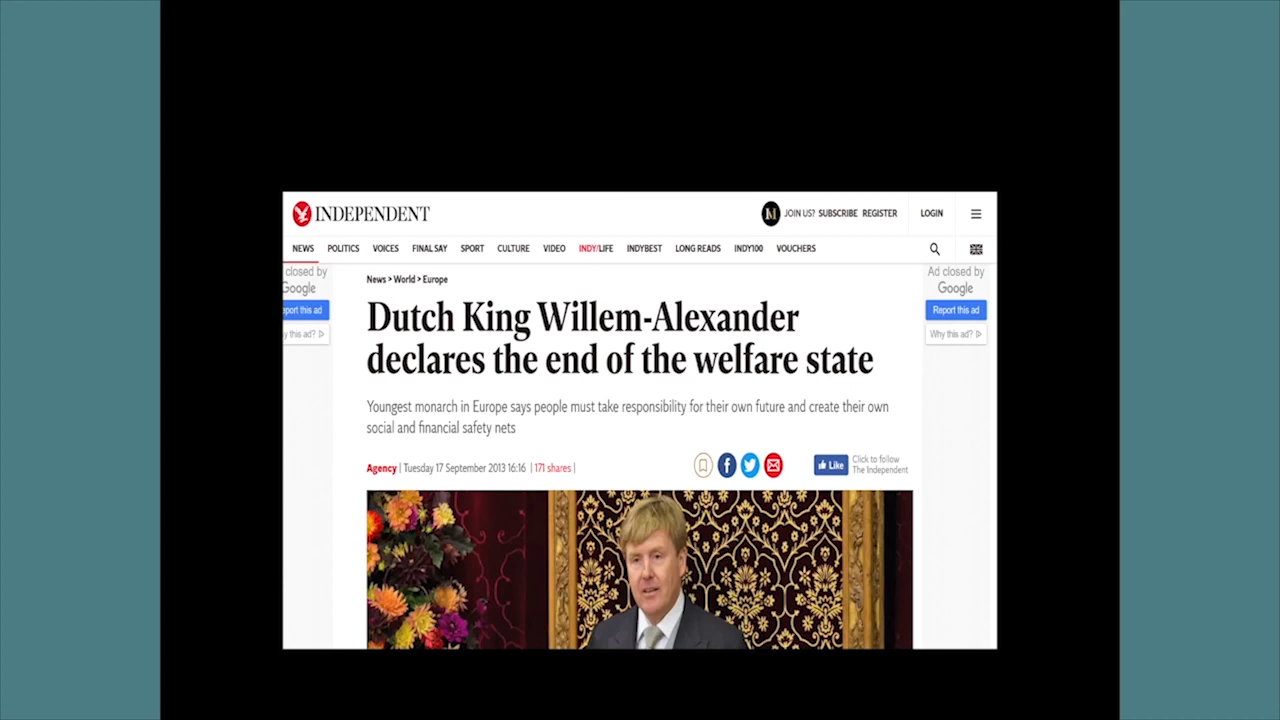 INDEPENDENT
JOIN US? SUBSCRIBE REGISTER LOGIN
NEWS POLITICS VOICES FINAL SAY SPORT CULTURE VIDEO INDY/LIFE INDYBEST LONG READS INDY100 VOUCHERS
closed by
Google
eport this ad
y this ad?
Ad closed by
Google
Report this ad
Why this ad?
News > World > Europe
Dutch King Willem-Alexander
declares the end of the welfare state
Youngest monarch in Europe says people must take responsibility for their own future and create their own
social and financial safety nets
Agency | Tuesday 17 September 2013 16:16 | 171 shares |
Like
Click to follow
The Independent